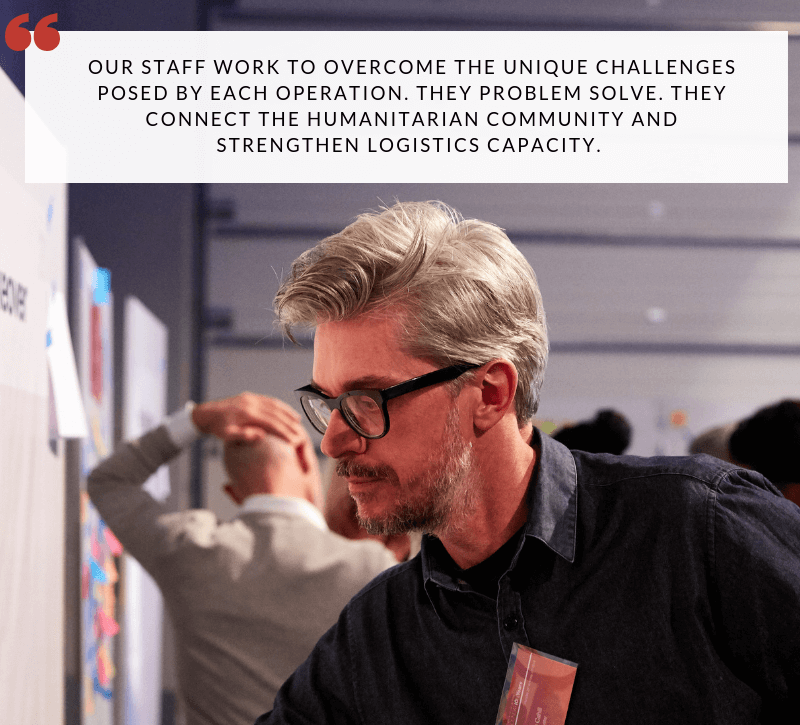 OUR STAFF WORK TO OVERCOME THE UNIQUE CHALLENGES
POSED BY EACH OPERATION. THEY PROBLEM SOLVE. THEY
CONNECT THE HUMANITARIAN COMMUNITY AND
STRENGTHEN LOGISTICS CAPACITY.